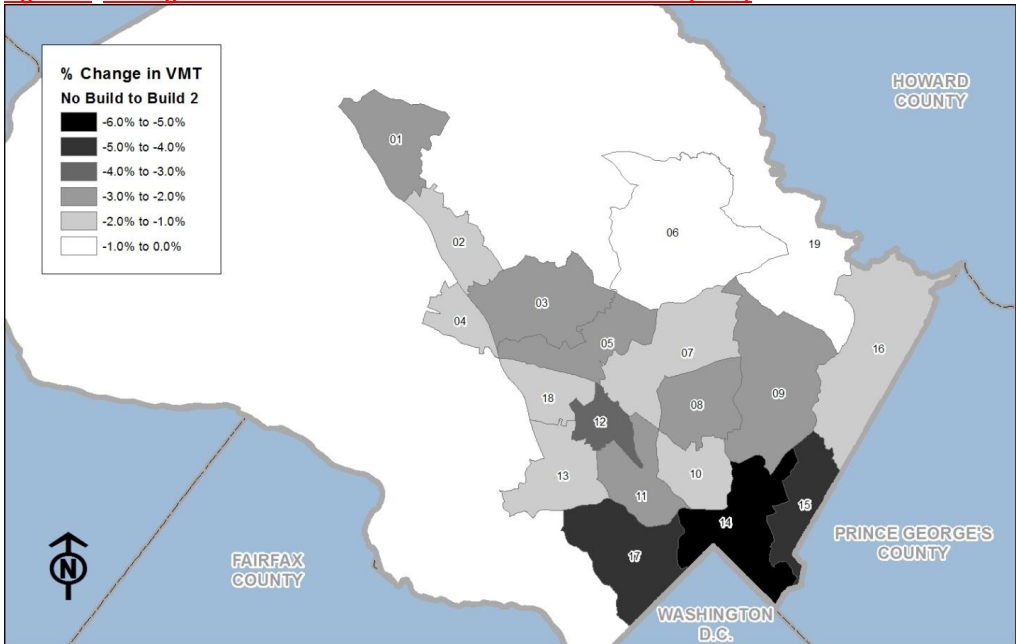 % Change in VMT
No Build to Build 2
-6.0% to -5.0%
-5.0% to -4.0%
-4.0% to -3.0%
-3.0% to -2.0%
-2.0% to -1.0%
-1.0% to 0.0%
HOWARD
COUNTY
01
02
06
19
03
04
05
07
16
18
08
09
12
13
11
10
14
15
17
PRINCE GEORGE'S
COUNTY
FAIRFAX
COUNTY
N
WASHINGTON
D.C.